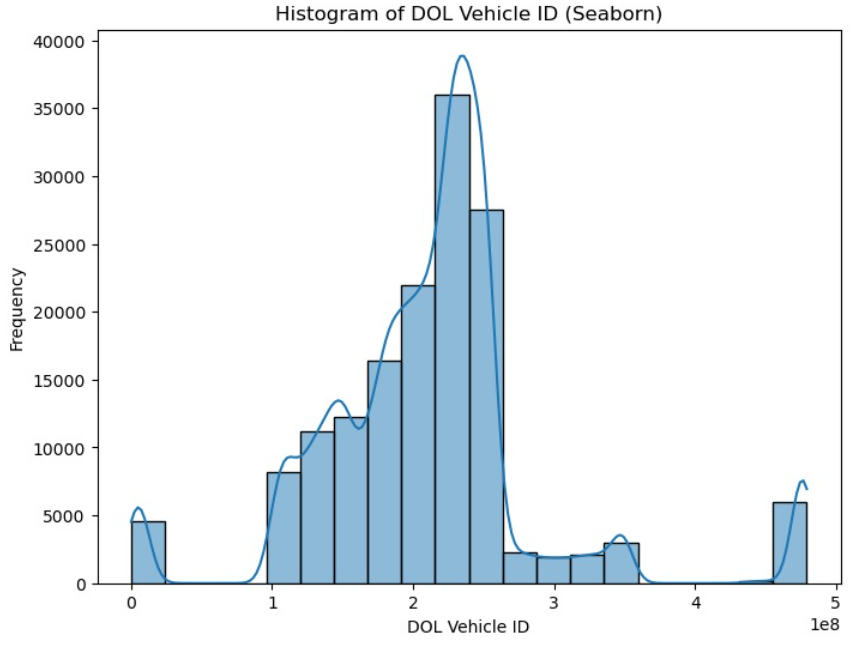 Histogram of DOL Vehicle ID (Seaborn)
40000
35000
30000
25000
20000
15000
10000
5000
0
Frequency
0 1 2 3 4 5
1e8
DOL Vehicle ID